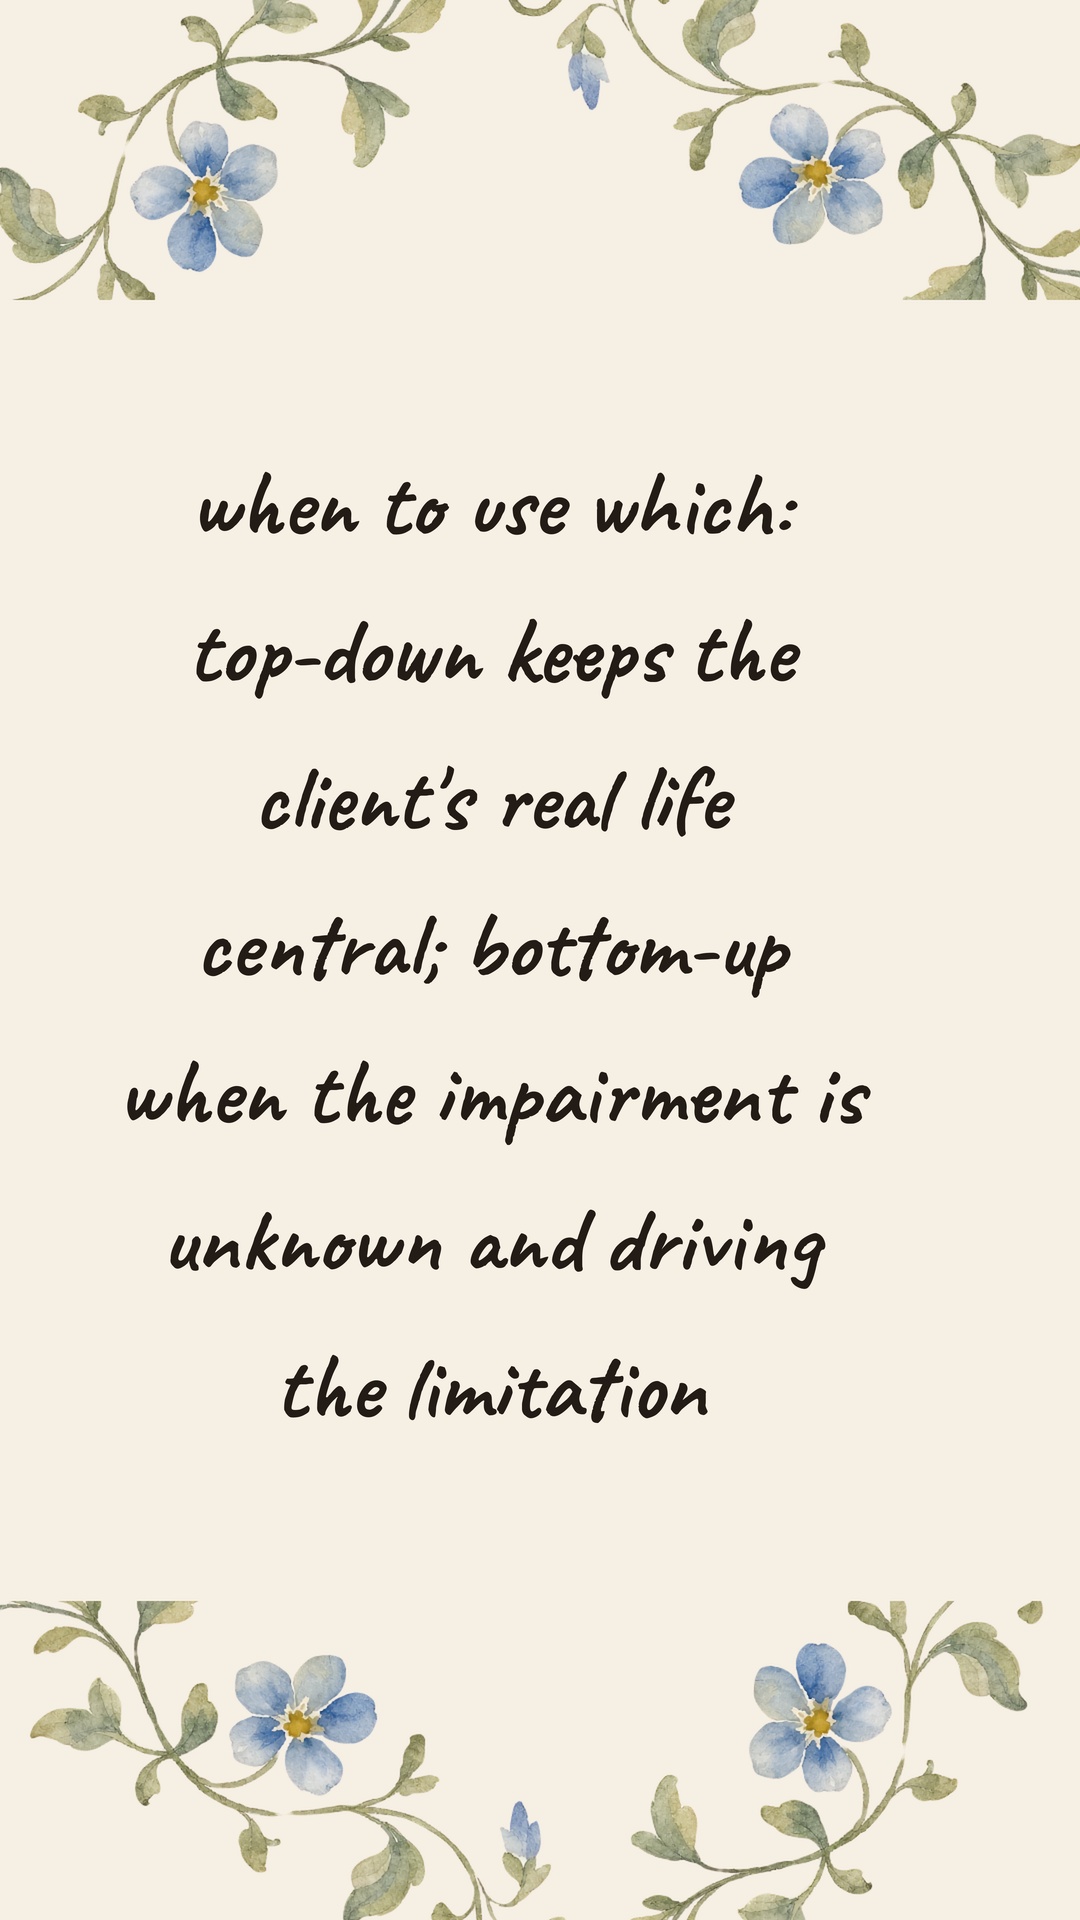 when to use which:
top-down keeps the
client's real life
central; bottom-up
when the impairment is
unknown and driving
the limitation